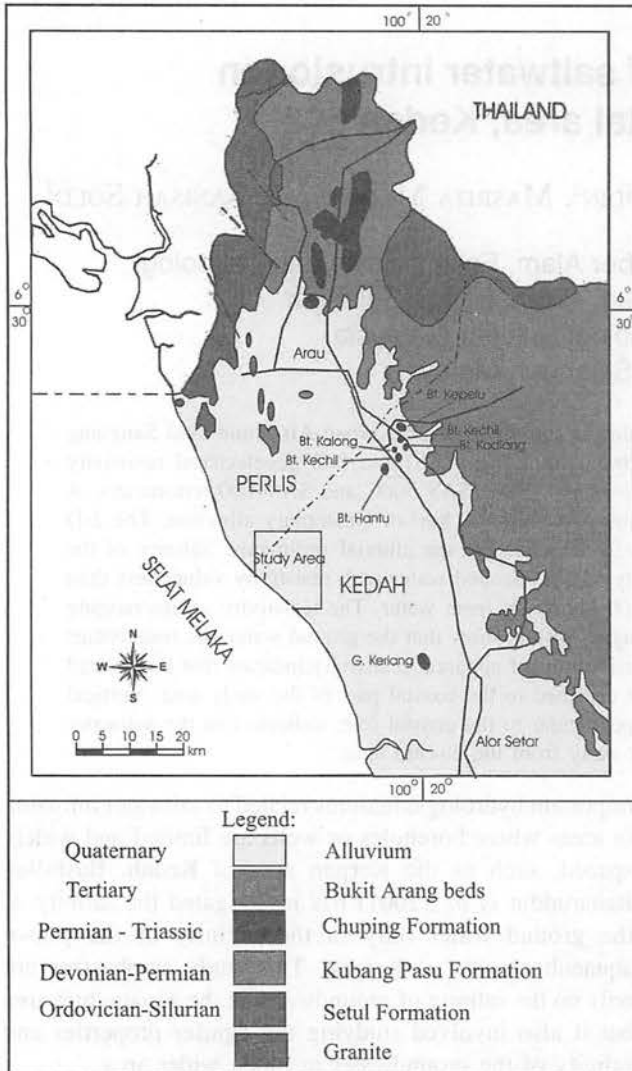 100° 20'
THAILAND
6° 30'
6° 30'
Arau
Bt. Kapelu
Bt. Kechil
Bt. Kalong
Bt. Kodiang
Bt. Kechil
PERLIS
Bt. Hantu
Study Area
KEDAH
SELAT MELAKA
N
W E
S
G. Keriang
0 5 10 15 20
km
Alor Setar
100° 20'
Legend:
Quaternary Alluvium
Tertiary Bukit Arang beds
Permian - Triassic Chuping Formation
Devonan-Permian Kubang Pasu Formation
Ordovician-Silurian Setul Formation
Granite